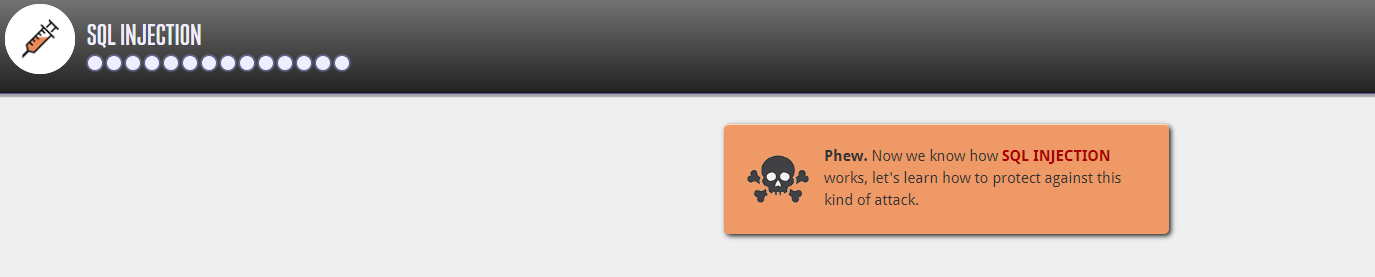 SQL INJECTION
Phew. Now we know how SQL INJECTION
works, let's learn how to protect against this
kind of attack.